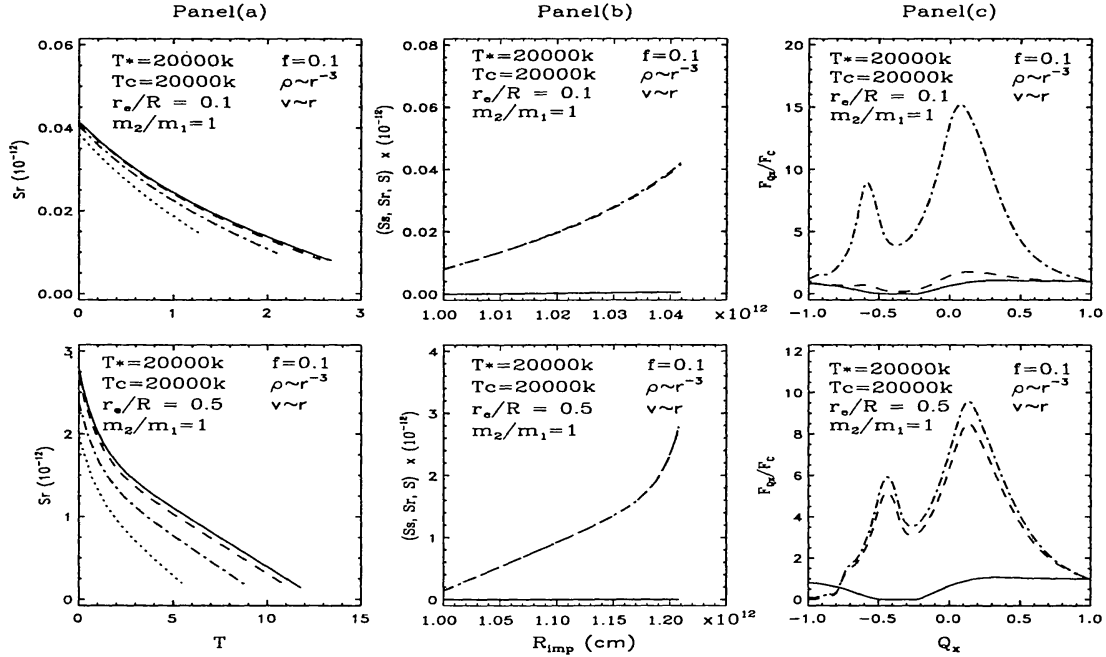 Panel(a)
Panel(b)
Panel(c)
0.06
0.04
0.02
0.00
Sr (10⁻¹²)
T*=20000k f=0.1
Tc=20000k ρ~r⁻³
rₑ/R = 0.1 v~r
m₂/m₁=1
0 1 2 3
0.08
0.06
0.04
0.02
0.00
(Ss, Sr, S) x (10⁻¹²)
T*=20000k f=0.1
Tc=20000k ρ~r⁻³
rₑ/R = 0.1 v~r
m₂/m₁=1
1.00 1.01 1.02 1.03 1.04 x10¹²
20
15
10
5
0
F_Qx/F_C
T*=20000k f=0.1
Tc=20000k ρ~r⁻³
rₑ/R = 0.1 v~r
m₂/m₁=1
-1.0 -0.5 0.0 0.5 1.0
3
2
1
0
Sr (10⁻¹²)
T*=20000k f=0.1
Tc=20000k ρ~r⁻³
rₑ/R = 0.5 v~r
m₂/m₁=1
0 5 10 15
T
4
3
2
1
0
(Ss, Sr, S) x (10⁻¹²)
T*=20000k f=0.1
Tc=20000k ρ~r⁻³
rₑ/R = 0.5 v~r
m₂/m₁=1
1.00 1.05 1.10 1.15 1.20 x10¹²
R_imp (cm)
12
10
8
6
4
2
0
F_Qx/F_C
T*=20000k f=0.1
Tc=20000k ρ~r⁻³
rₑ/R = 0.5 v~r
m₂/m₁=1
-1.0 -0.5 0.0 0.5 1.0
Qₓ